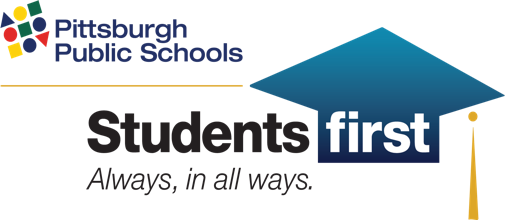 Pittsburgh
Public Schools
Students first
Always, in all ways.